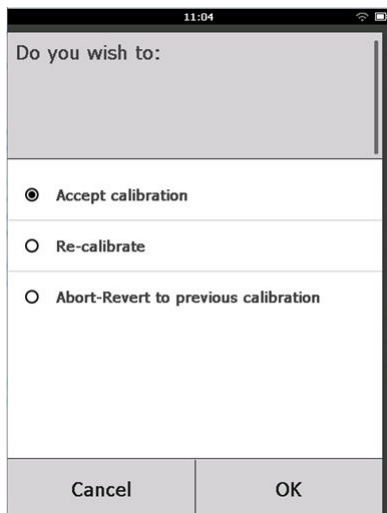 11:04
Do you wish to:
Accept calibration
Re-calibrate
Abort-Revert to previous calibration
Cancel
OK